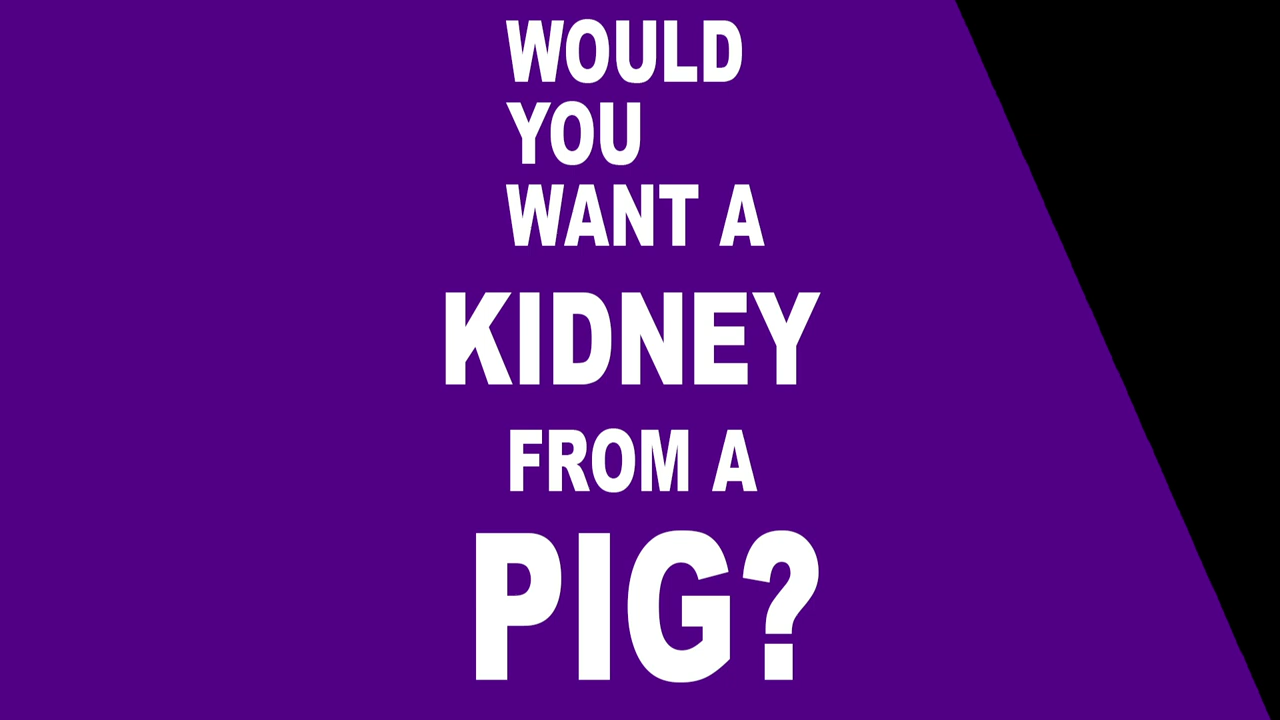 WOULD
YOU
WANT A
KIDNEY
FROM A
PIG?